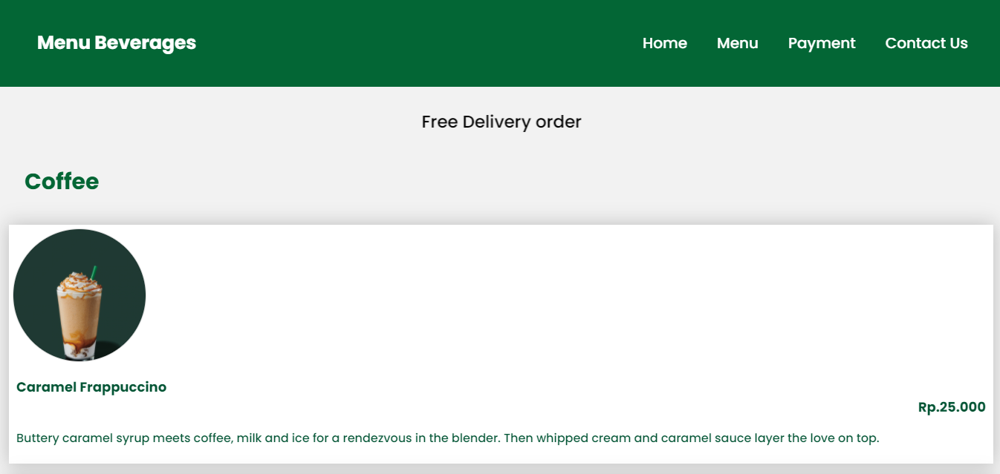 Menu Beverages
Home Menu Payment Contact Us
Free Delivery order
Coffee
Caramel Frappuccino
Rp.25.000
Buttery caramel syrup meets coffee, milk and ice for a rendezvous in the blender. Then whipped cream and caramel sauce layer the love on top.